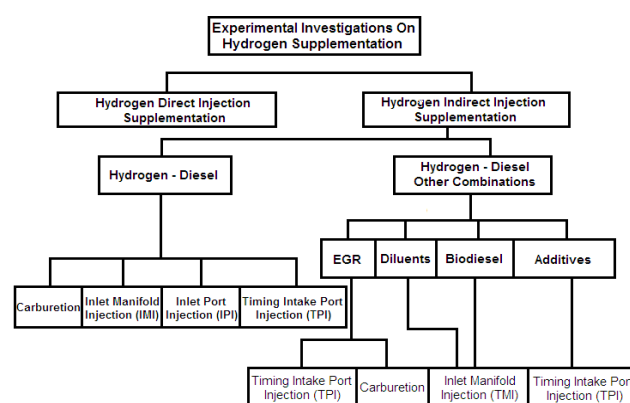 Experimental Investigations On
Hydrogen Supplementation
Hydrogen Direct Injection
Supplementation
Hydrogen Indirect Injection
Supplementation
Hydrogen - Diesel
Hydrogen - Diesel
Other Combinations
EGR
Diluents
Biodiesel
Additives
Carburetion
Inlet Manifold
Injection (IMI)
Inlet Port
Injection (IPI)
Timing Intake Port
Injection (TPI)
Timing Intake Port
Injection (TPI)
Carburetion
Inlet Manifold
Injection (TMI)
Timing Intake Port
Injection (TPI)